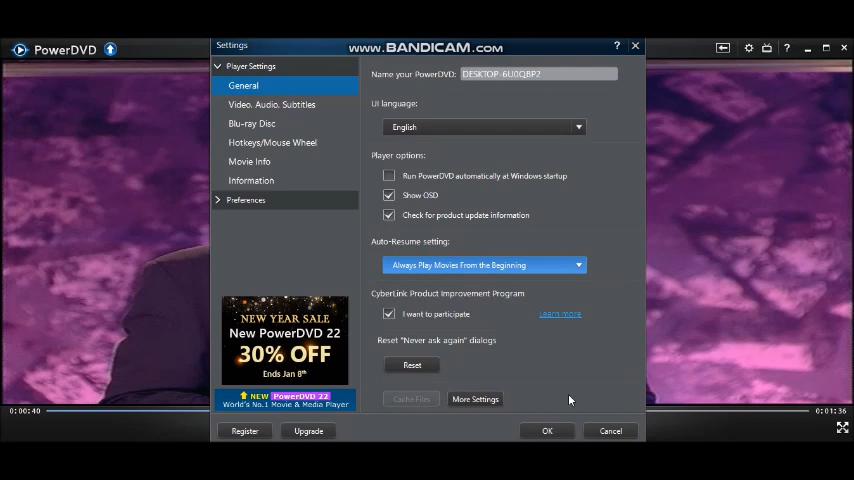 Settings
www.BANDICAM.com
?
PowerDVD
?
Player Settings
General
Video, Audio, Subtitles
Blu-ray Disc
Hotkeys/Mouse Wheel
Movie Info
Information
Preferences
Name your PowerDVD:
DESKTOP-6U0QBP2
UI language:
English
Player options:
Run PowerDVD automatically at Windows startup
Show OSD
Check for product update information
Auto-Resume setting:
Always Play Movies From the Beginning
CyberLink Product Improvement Program
I want to participate
Learn more
Reset "Never ask again" dialogs
Reset
Cache Files
More Settings
NEW YEAR SALE
New PowerDVD 22
30% OFF
Ends Jan 8th
NEW PowerDVD 22
World's No.1 Movie & Media Player
0:00:40
0:01:36
Register
Upgrade
OK
Cancel